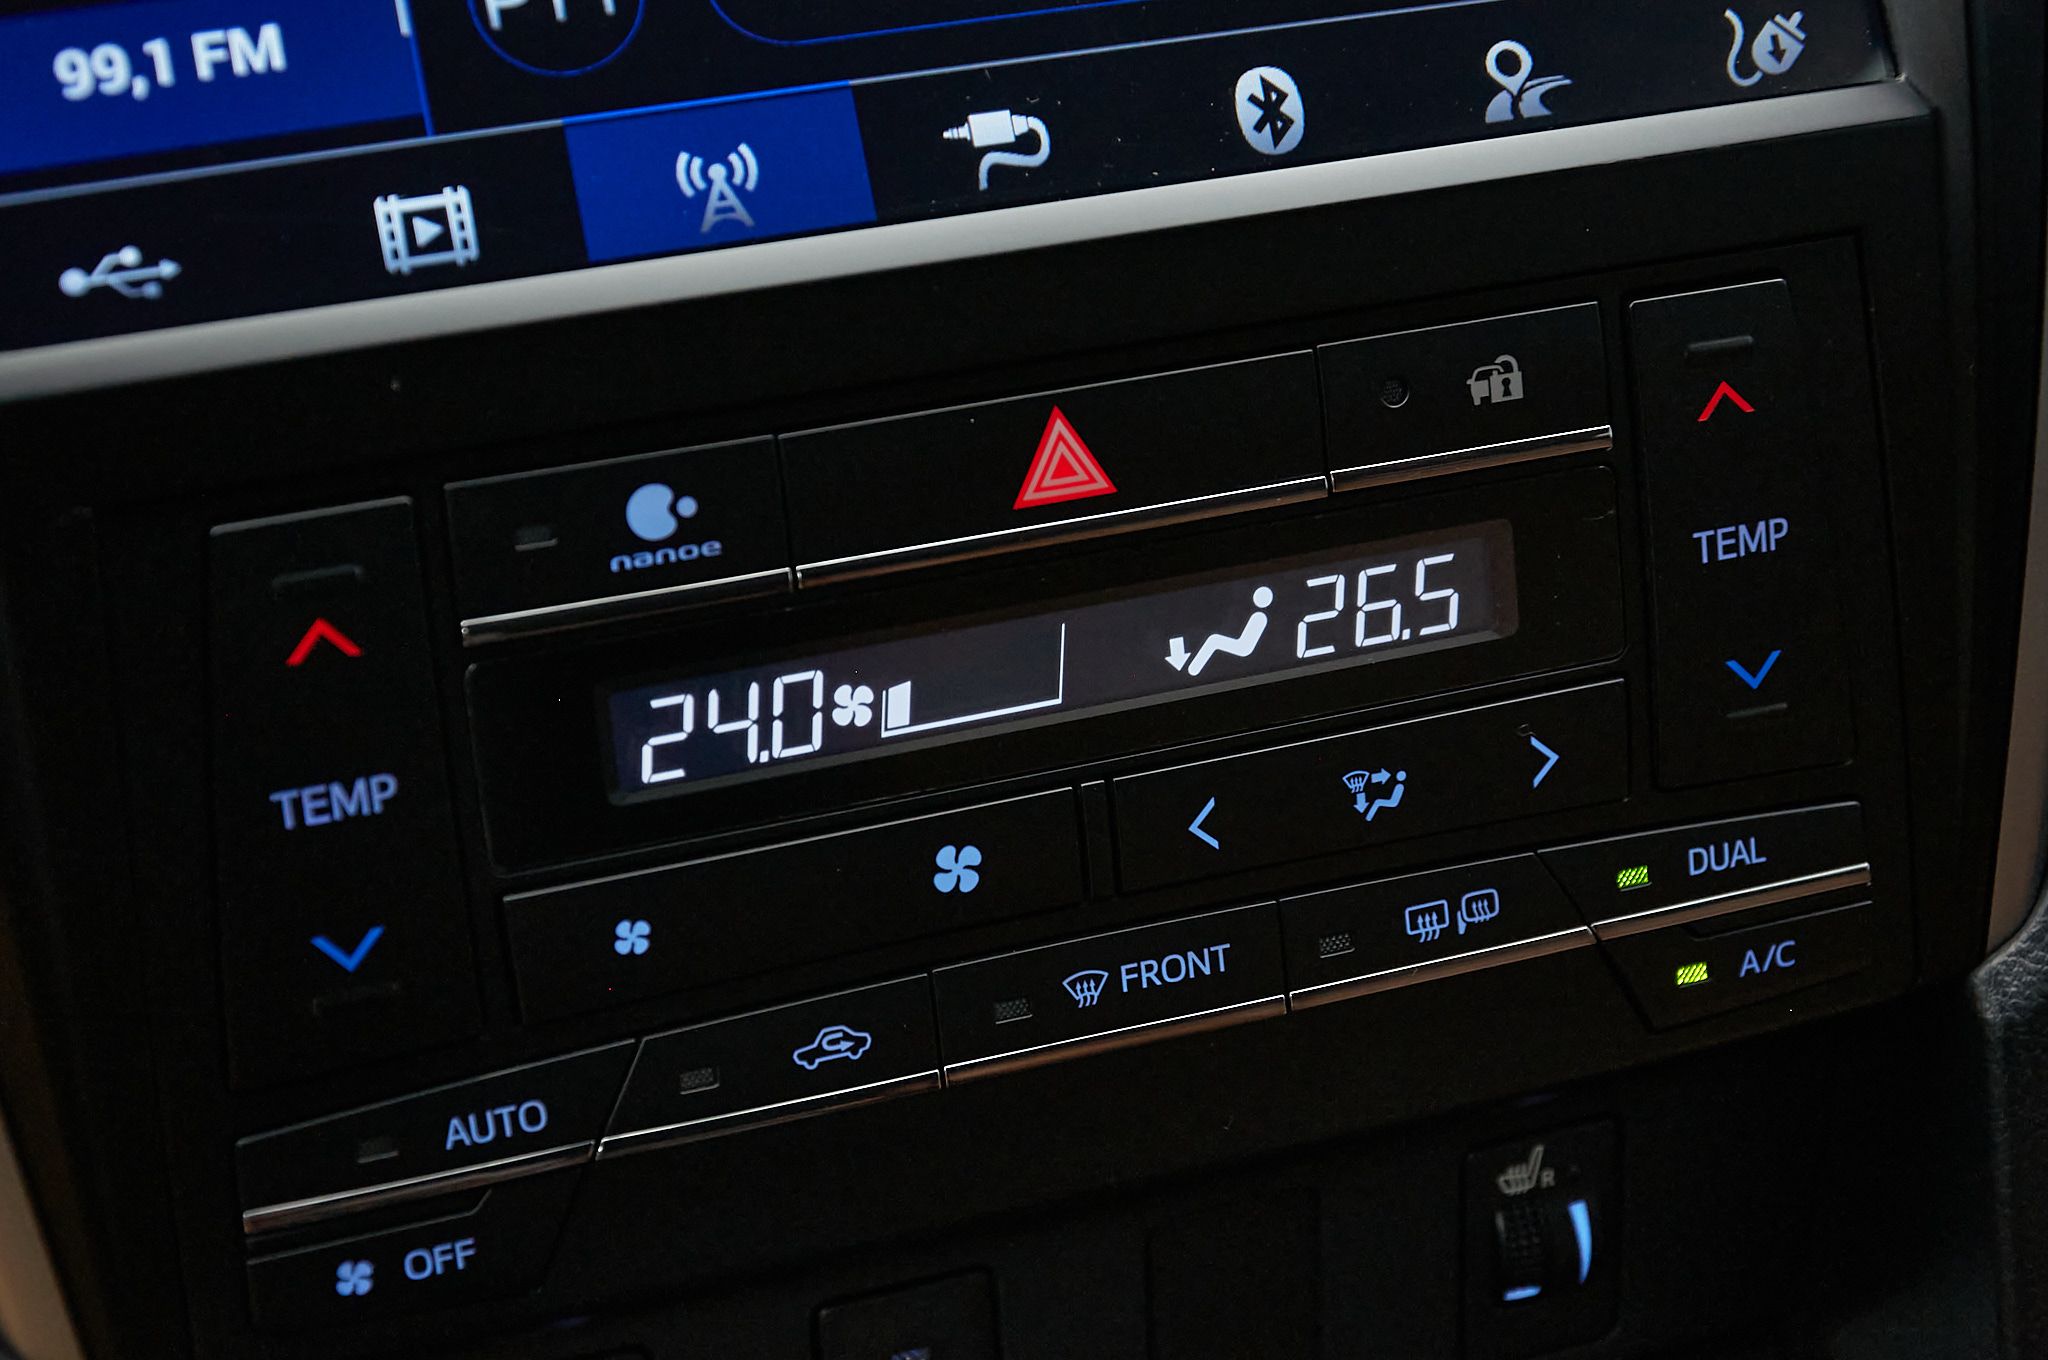 99,1 FM
nanoe
TEMP
24.0
26.5
TEMP
DUAL
A/C
FRONT
AUTO
OFF
R